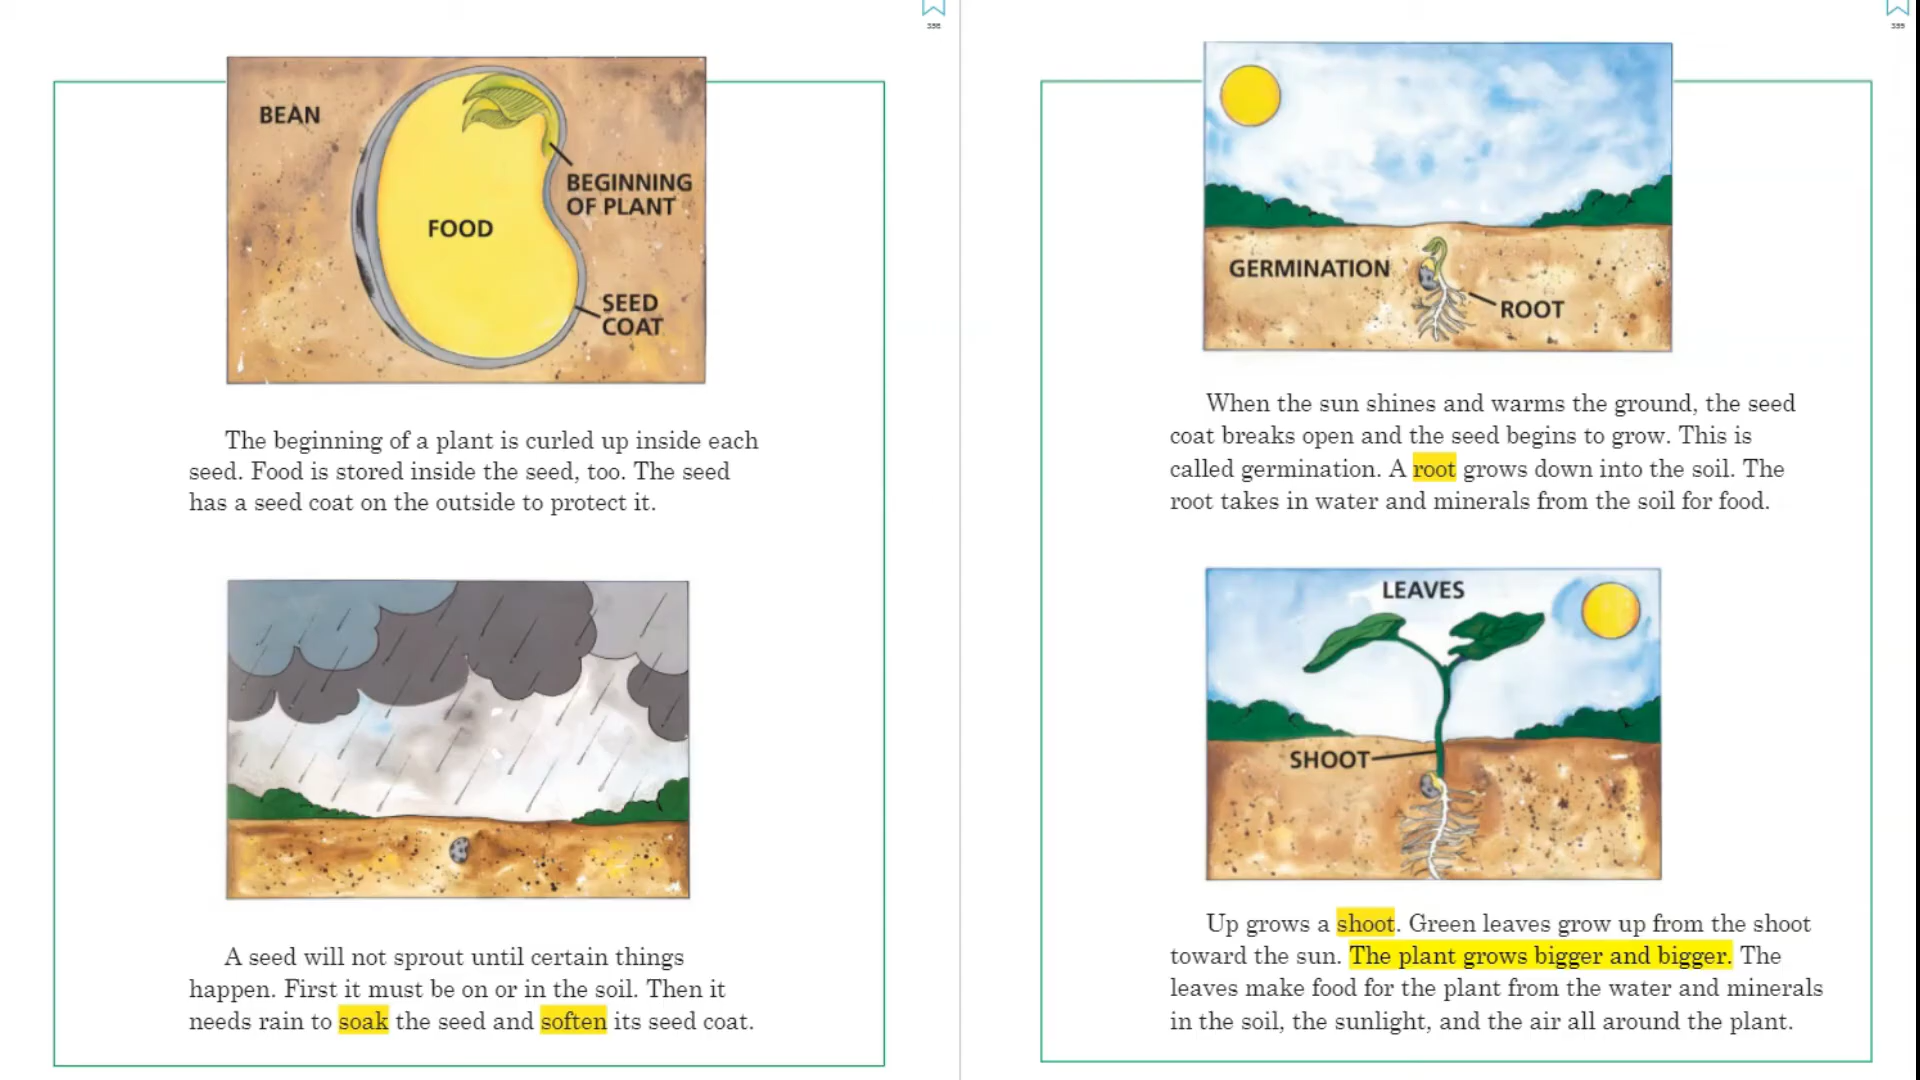 338
BEAN
BEGINNING
OF PLANT
FOOD
SEED
COAT
The beginning of a plant is curled up inside each
seed. Food is stored inside the seed, too. The seed
has a seed coat on the outside to protect it.
A seed will not sprout until certain things
happen. First it must be on or in the soil. Then it
needs rain to soak the seed and soften its seed coat.
339
GERMINATION
ROOT
When the sun shines and warms the ground, the seed
coat breaks open and the seed begins to grow. This is
called germination. A root grows down into the soil. The
root takes in water and minerals from the soil for food.
LEAVES
SHOOT
Up grows a shoot. Green leaves grow up from the shoot
toward the sun. The plant grows bigger and bigger. The
leaves make food for the plant from the water and minerals
in the soil, the sunlight, and the air all around the plant.